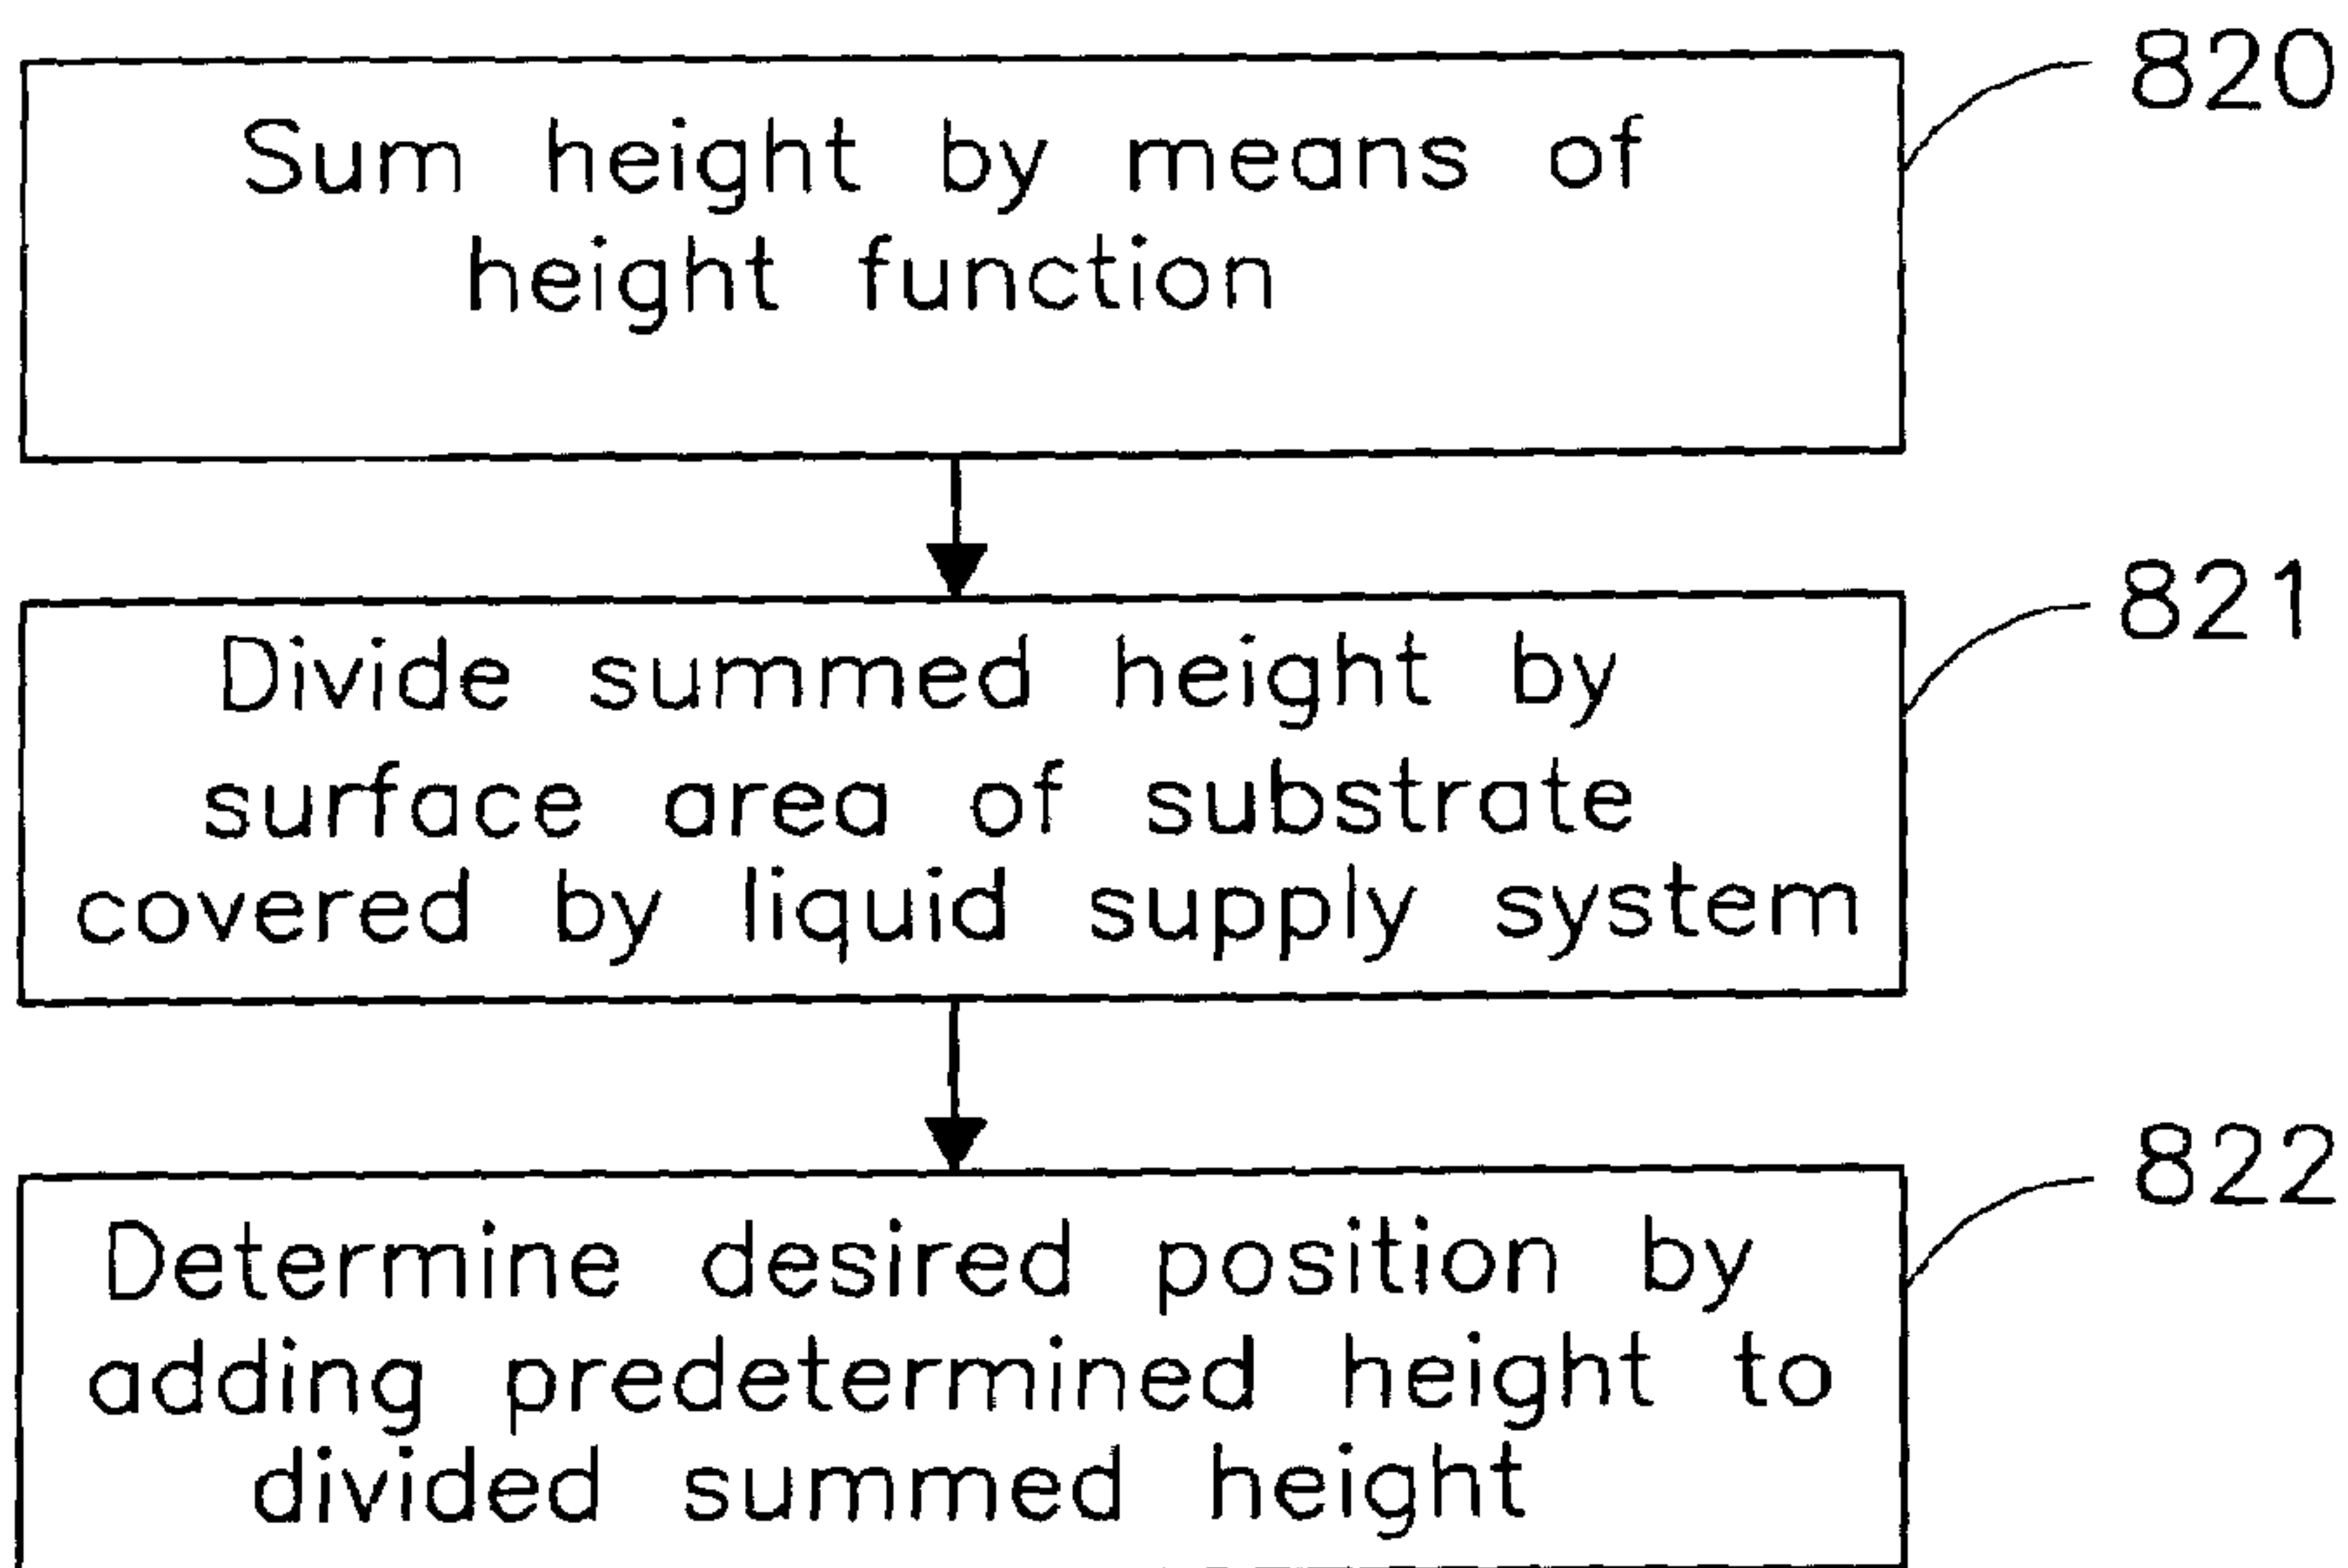 820
Sum height by means of
height function
821
Divide summed height by
surface area of substrate
covered by liquid supply system
822
Determine desired position by
adding predetermined height to
divided summed height